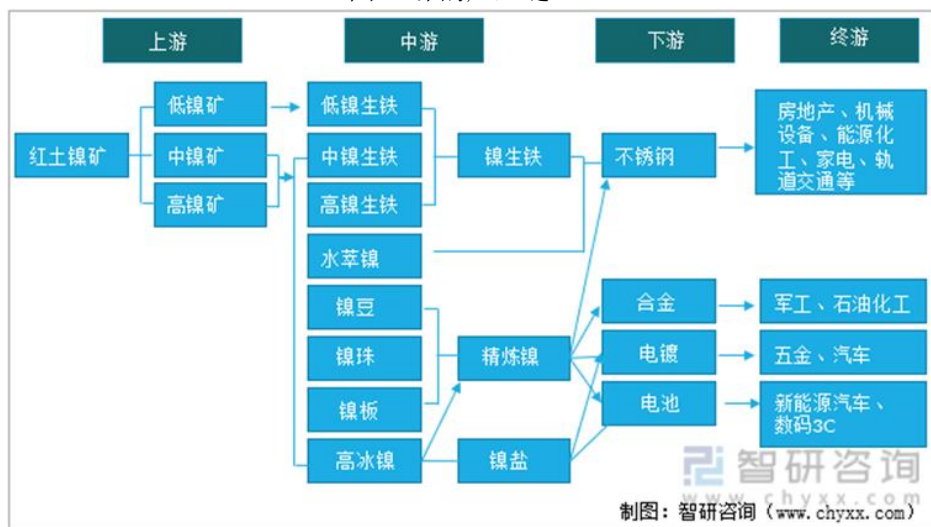 上游
中游
下游
终游
红土镍矿
低镍矿
中镍矿
高镍矿
低镍生铁
中镍生铁
高镍生铁
水萃镍
镍豆
镍珠
镍板
高冰镍
镍生铁
精炼镍
镍盐
不锈钢
合金
电镀
电池
房地产、机械
设备、能源化
工、家电、轨
道交通等
军工、石油化工
五金、汽车
新能源汽车、
数码3C
智研咨询
www.chyxx.com
制图：智研咨询（www.chyxx.com）